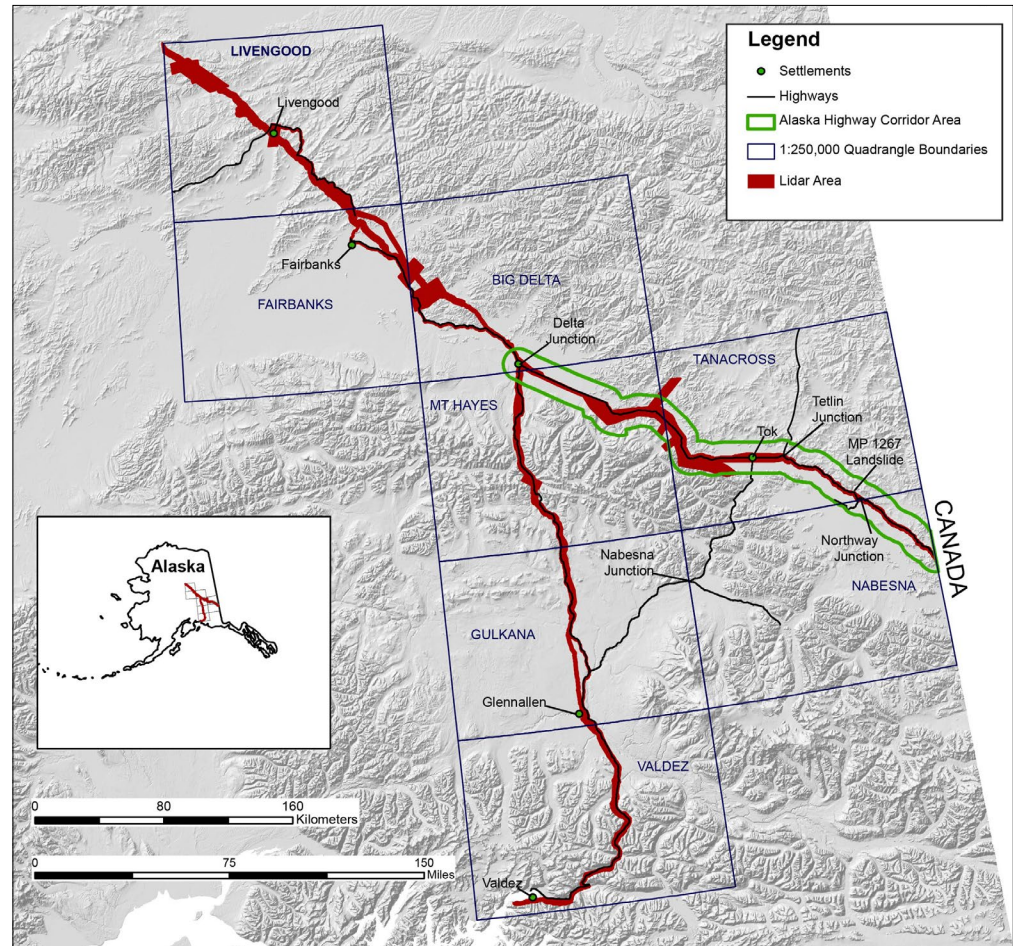 LIVENGOOD
Livengood
Legend
Settlements
Highways
Alaska Highway Corridor Area
1:250,000 Quadrangle Boundaries
Lidar Area
Fairbanks
FAIRBANKS
BIG DELTA
Delta
Junction
TANACROSS
MT HAYES
Tok
Tetlin
Junction
MP 1267
Landslide
CANADA
Northway
Junction
NABESNA
Nabesna
Junction
Alaska
GULKANA
Glennallen
VALDEZ
0 80 160
Kilometers
0 75 150
Miles
Valdez